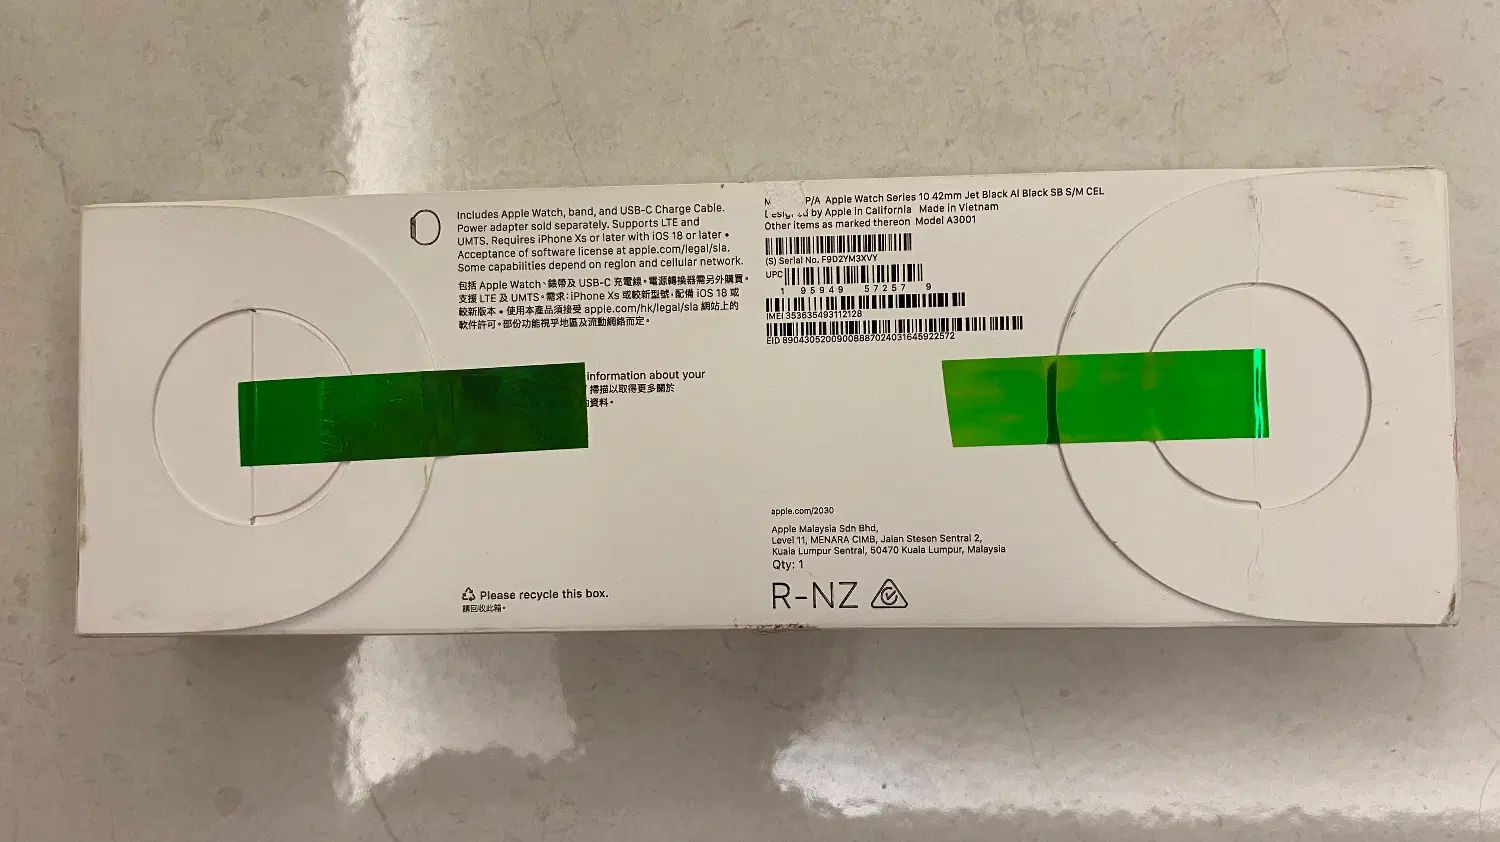 Includes Apple Watch, band, and USB-C Charge Cable.
Power adapter sold separately. Supports LTE and
UMTS. Requires iPhone Xs or later with iOS 18 or later •
Acceptance of software license at apple.com/legal/sla.
Some capabilities depend on region and cellular network.
包括 Apple Watch、錶帶及 USB-C 充電線。電源轉換器需另外購買。
支援 LTE 及 UMTS。需求：iPhone Xs 或較新型號，配備 iOS 18 或
較新版本 • 使用本產品須接受 apple.com/hk/legal/sla 網站上的
軟件許可。部份功能視乎地區及流動網絡而定。
information about your
掃描以取得更多關於
資料。
Please recycle this box.
請回收此箱。
P/A Apple Watch Series 10 42mm Jet Black Al Black SB S/M CEL
by Apple in California Made in Vietnam
Other items as marked thereon Model A3001
(S) Serial No. F9D2YM3XVY
UPC
1 95949 57257 9
IMEI 353635493112128
EID 89043052009008887024031645922572
apple.com/2030
Apple Malaysia Sdn Bhd,
Level 11, MENARA CIMB, Jalan Stesen Sentral 2,
Kuala Lumpur Sentral, 50470 Kuala Lumpur, Malaysia
Qty: 1
R-NZ